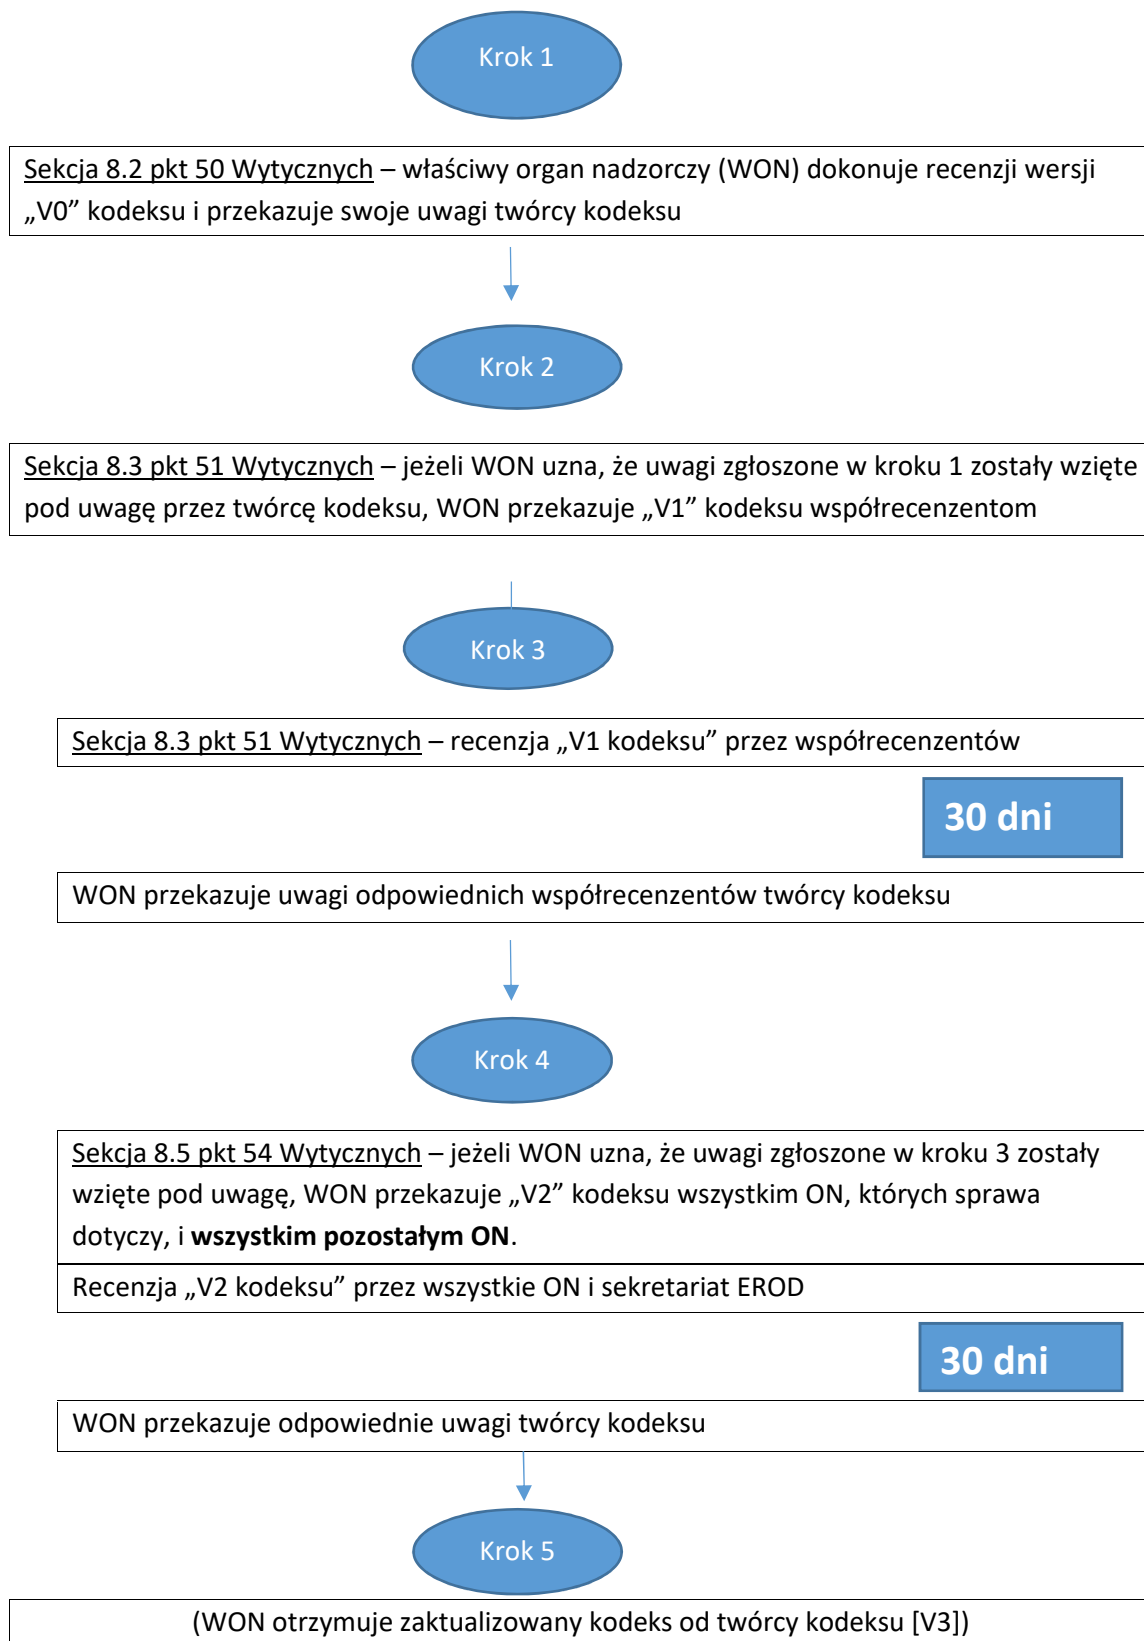 Krok 1
Sekcja 8.2 pkt 50 Wytycznych – właściwy organ nadzorczy (WON) dokonuje recenzji wersji
„V0” kodeksu i przekazuje swoje uwagi twórcy kodeksu
Krok 2
Sekcja 8.3 pkt 51 Wytycznych – jeżeli WON uzna, że uwagi zgłoszone w kroku 1 zostały wzięte
pod uwagę przez twórcę kodeksu, WON przekazuje „V1” kodeksu współrecenzentom
Krok 3
Sekcja 8.3 pkt 51 Wytycznych – recenzja „V1 kodeksu” przez współrecenzentów
30 dni
WON przekazuje uwagi odpowiednich współrecenzentów twórcy kodeksu
Krok 4
Sekcja 8.5 pkt 54 Wytycznych – jeżeli WON uzna, że uwagi zgłoszone w kroku 3 zostały
wzięte pod uwagę, WON przekazuje „V2” kodeksu wszystkim ON, których sprawa
dotyczy, i wszystkim pozostałym ON.
Recenzja „V2 kodeksu” przez wszystkie ON i sekretariat EROD
30 dni
WON przekazuje odpowiednie uwagi twórcy kodeksu
Krok 5
(WON otrzymuje zaktualizowany kodeks od twórcy kodeksu [V3])